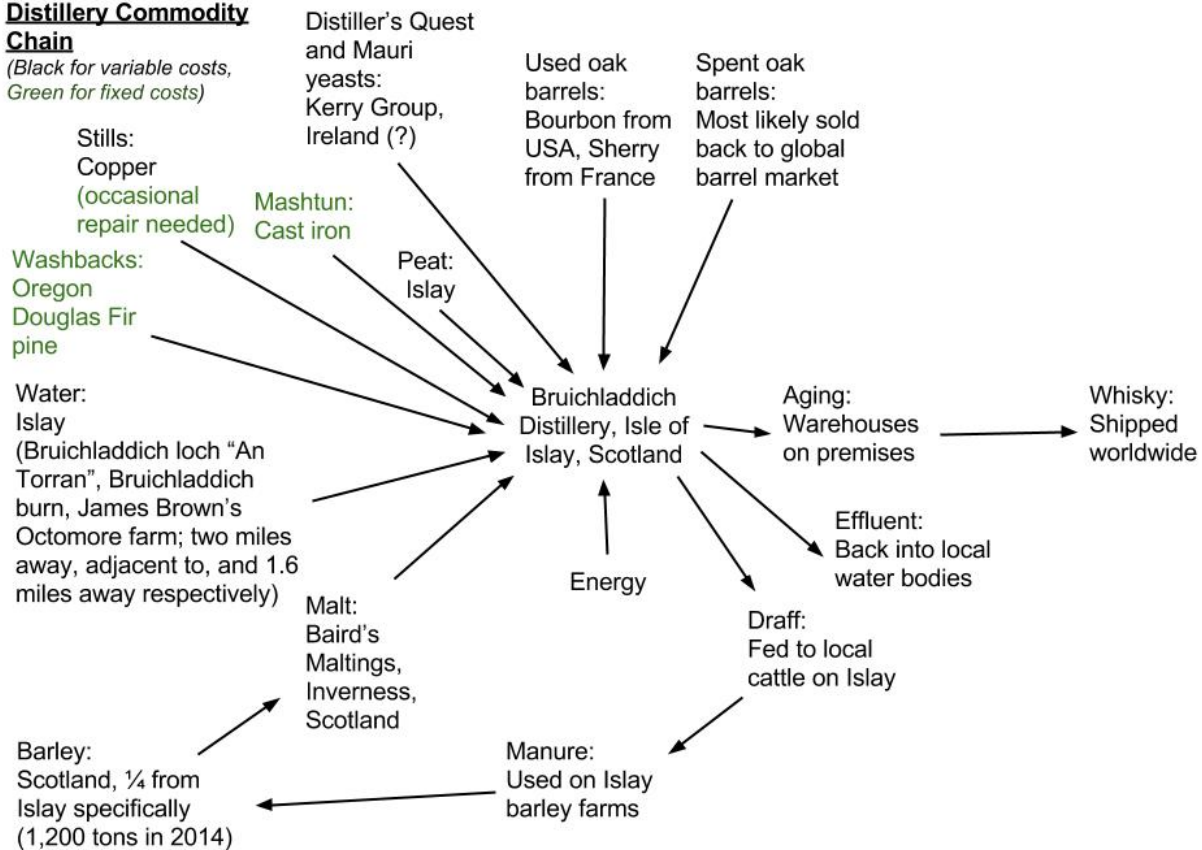 Distillery Commodity
Chain
(Black for variable costs,
Green for fixed costs)
Distiller’s Quest
and Mauri
yeasts:
Kerry Group,
Ireland (?)
Used oak
barrels:
Bourbon from
USA, Sherry
from France
Spent oak
barrels:
Most likely sold
back to global
barrel market
Stills:
Copper
(occasional
repair needed)
Mashtun:
Cast iron
Peat:
Islay
Washbacks:
Oregon
Douglas Fir
pine
Water:
Islay
(Bruichladdich loch “An
Torran”, Bruichladdich
burn, James Brown’s
Octomore farm; two miles
away, adjacent to, and 1.6
miles away respectively)
Bruichladdich
Distillery, Isle of
Islay, Scotland
Aging:
Warehouses
on premises
Whisky:
Shipped
worldwide
Effluent:
Back into local
water bodies
Energy
Malt:
Baird’s
Maltings,
Inverness,
Scotland
Draff:
Fed to local
cattle on Islay
Barley:
Scotland, ¼ from
Islay specifically
(1,200 tons in 2014)
Manure:
Used on Islay
barley farms